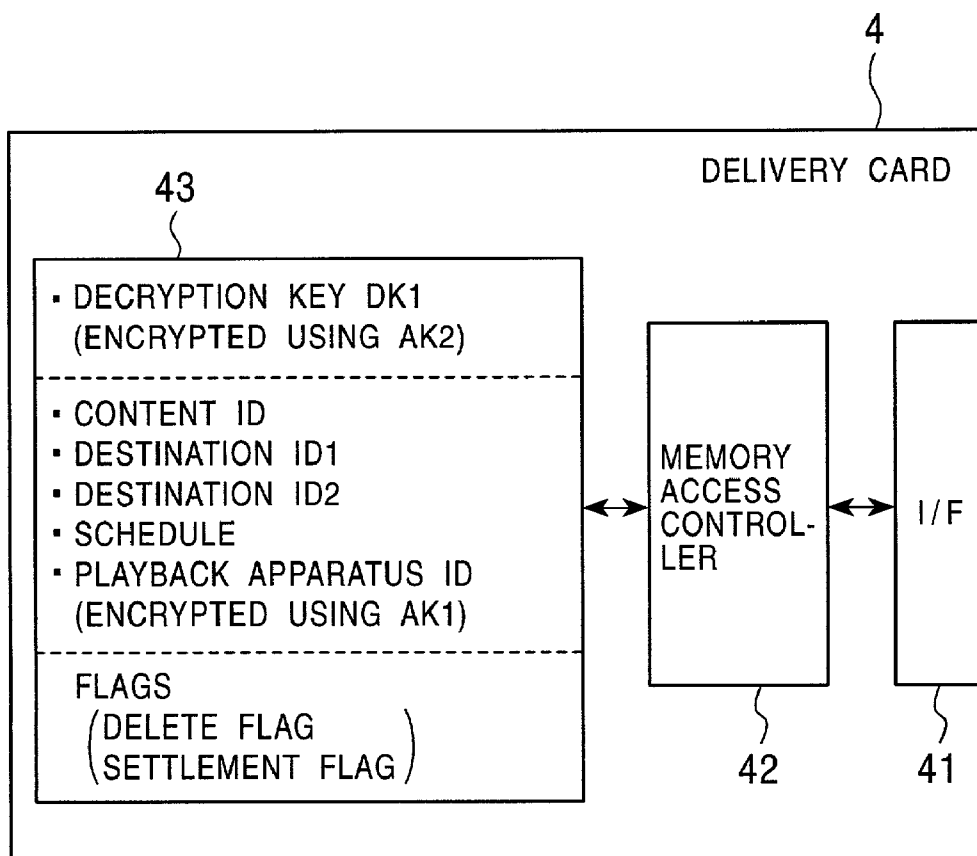 4
DELIVERY CARD
43
▪ DECRYPTION KEY DK1
(ENCRYPTED USING AK2)
▪ CONTENT ID
▪ DESTINATION ID1
▪ DESTINATION ID2
▪ SCHEDULE
▪ PLAYBACK APPARATUS ID
(ENCRYPTED USING AK1)
FLAGS
(DELETE FLAG
SETTLEMENT FLAG)
MEMORY
ACCESS
CONTROL-
LER
I/F
42
41